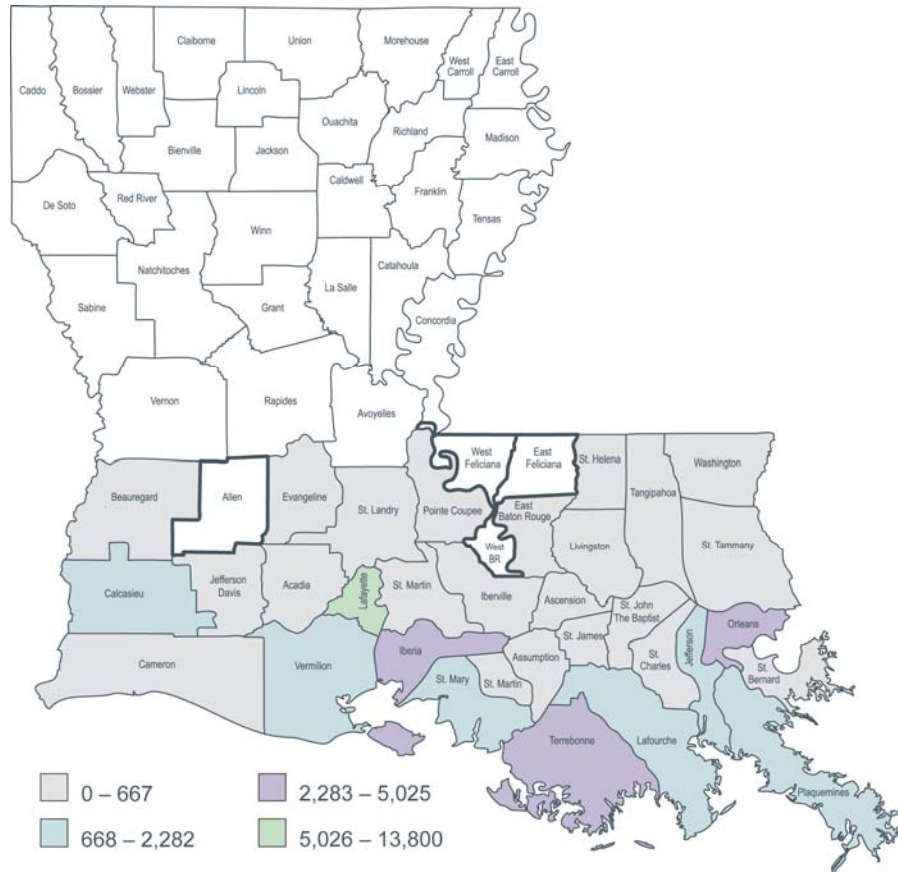 Claiborne
Union
Morehouse
West
Carroll
East
Carroll
Caddo
Bossier
Webster
Lincoln
Ouachita
Richland
Madison
Bienville
Jackson
Caldwell
Franklin
De Soto
Red River
Winn
Tensas
Natchitoches
Catahoula
La Salle
Sabine
Grant
Concordia
Vernon
Rapides
Avoyelles
West
Feliciana
East
Feliciana
St. Helena
Washington
Beauregard
Allen
Evangeline
St. Landry
Pointe Coupee
East
Baton Rouge
Tangipahoa
West
BR
Livingston
St. Tammany
Calcasieu
Jefferson
Davis
Acadia
Lafayette
St. Martin
Iberville
Ascension
St. John
The Baptist
St. James
Orleans
Cameron
Vermilion
Iberia
Assumption
St.
Charles
Jefferson
St.
Bernard
St. Mary
St. Martin
Terrebonne
Lafourche
Plaquemines
0 – 667
2,283 – 5,025
668 – 2,282
5,026 – 13,800